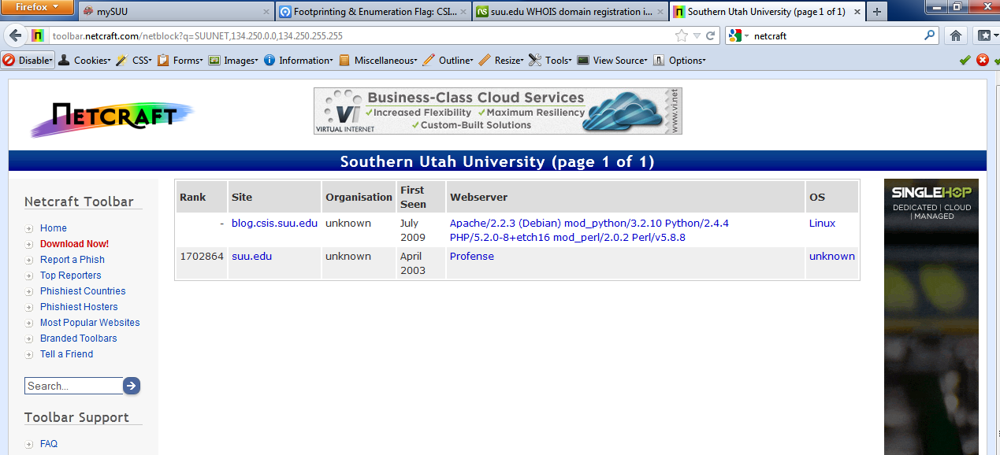 Firefox
mySUU
Footprinting & Enumeration Flag: CSI...
suu.edu WHOIS domain registration i...
Southern Utah University (page 1 of 1)
toolbar.netcraft.com/netblock?q=SUUNET,134.250.0.0,134.250.255.255
netcraft
Disable Cookies CSS Forms Images Information Miscellaneous Outline Resize Tools View Source Options
NETCRAFT
Vi
VIRTUAL INTERNET
Business-Class Cloud Services
Increased Flexibility Maximum Resiliency
Custom-Built Solutions
www.vi.net
Southern Utah University (page 1 of 1)
Netcraft Toolbar
Home
Download Now!
Report a Phish
Top Reporters
Phishiest Countries
Phishiest Hosters
Most Popular Websites
Branded Toolbars
Tell a Friend
Search...
Toolbar Support
FAQ
Rank Site Organisation First Seen Webserver OS
- blog.csis.suu.edu unknown July 2009 Apache/2.2.3 (Debian) mod_python/3.2.10 Python/2.4.4
PHP/5.2.0-8+etch16 mod_perl/2.0.2 Perl/v5.8.8 Linux
1702864 suu.edu unknown April 2003 Profense unknown
SINGLEHOP
DEDICATED | CLOUD
| MANAGED